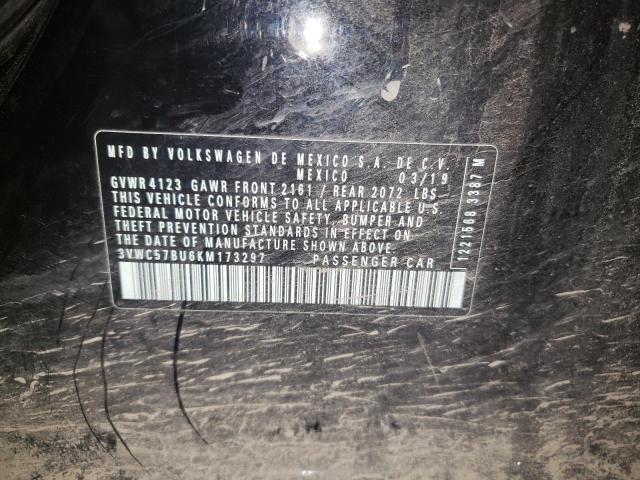 MFD BY VOLKSWAGEN DE MEXICO S.A. DE C.V.
MEXICO 03/19
GVWR 4123 GAWR FRONT 2161 / REAR 2072 LBS
THIS VEHICLE CONFORMS TO ALL APPLICABLE U.S.
FEDERAL MOTOR VEHICLE SAFETY, BUMPER AND
THEFT PREVENTION STANDARDS IN EFFECT ON
THE DATE OF MANUFACTURE SHOWN ABOVE.
3VWC57BU6KM173297 PASSENGER CAR
1221568 3387 M